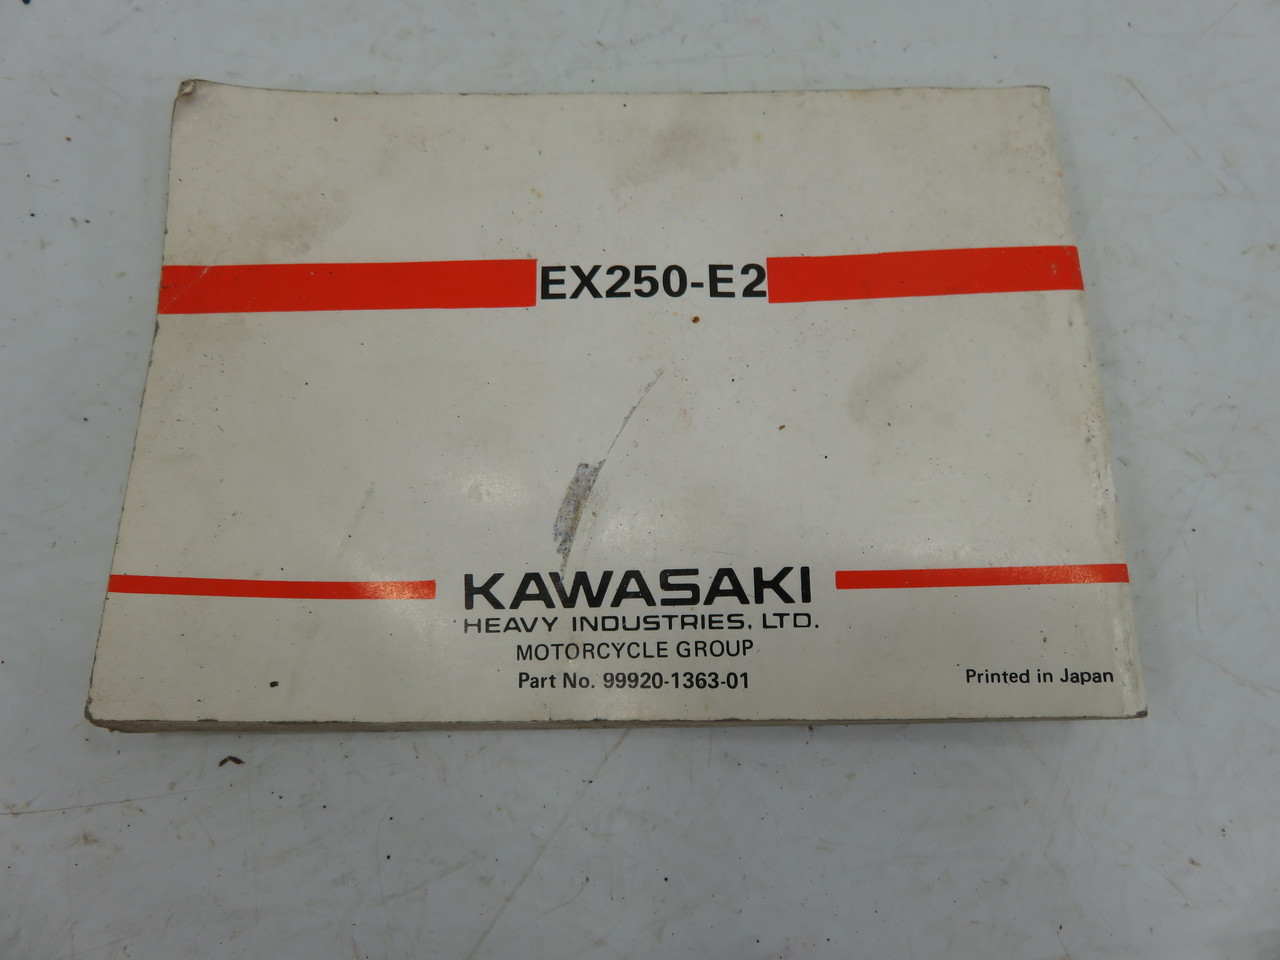 EX250-E2
KAWASAKI
HEAVY INDUSTRIES, LTD.
MOTORCYCLE GROUP
Part No. 99920-1363-01
Printed in Japan